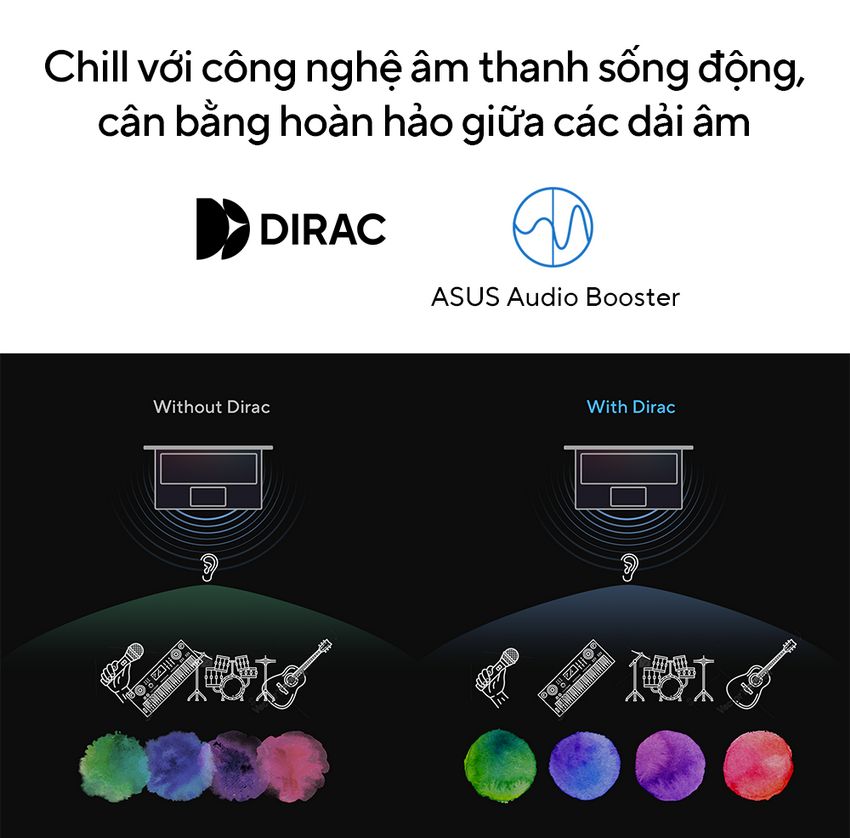 Chill với công nghệ âm thanh sống động,
cân bằng hoàn hảo giữa các dải âm
DIRAC
ASUS Audio Booster
Without Dirac
With Dirac